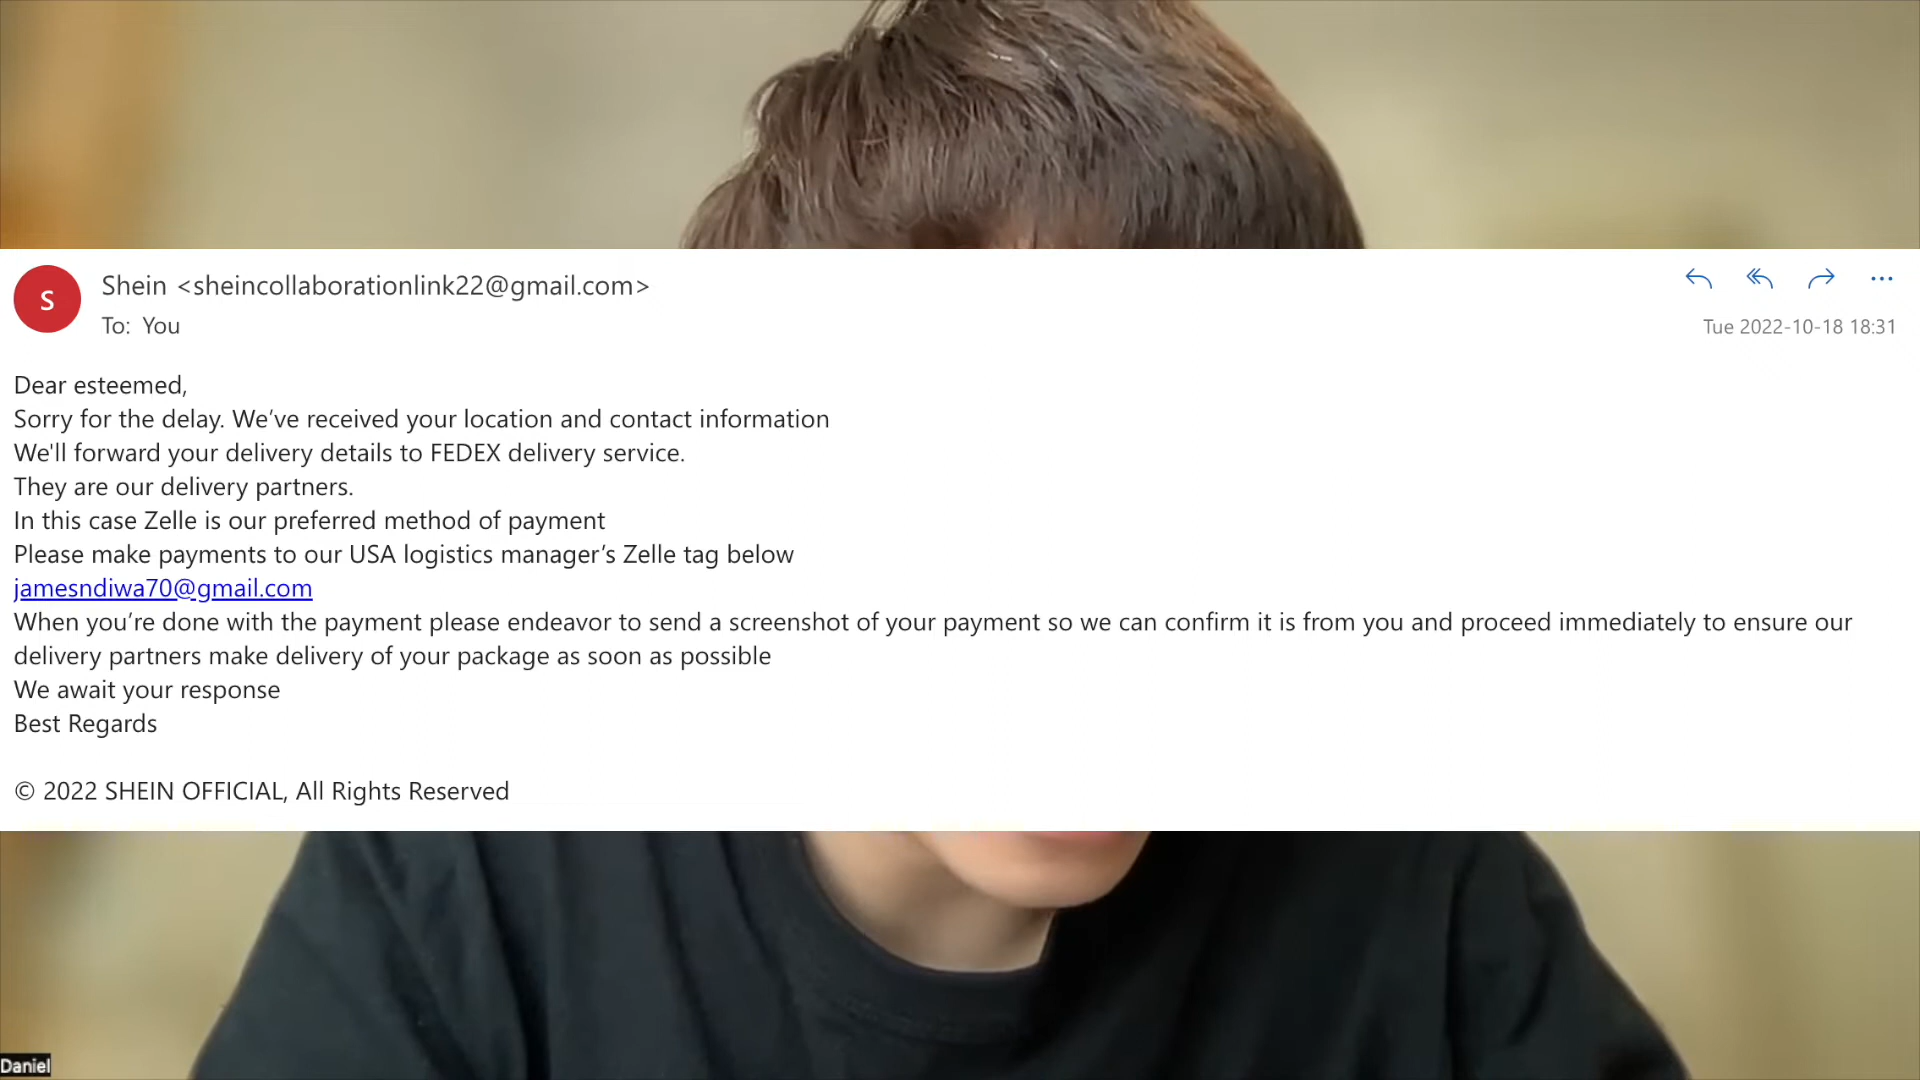 S
Shein <sheincollaborationlink22@gmail.com>
To: You
Tue 2022-10-18 18:31
Dear esteemed,
Sorry for the delay. We’ve received your location and contact information
We'll forward your delivery details to FEDEX delivery service.
They are our delivery partners.
In this case Zelle is our preferred method of payment
Please make payments to our USA logistics manager’s Zelle tag below
jamesndiwa70@gmail.com
When you’re done with the payment please endeavor to send a screenshot of your payment so we can confirm it is from you and proceed immediately to ensure our
delivery partners make delivery of your package as soon as possible
We await your response
Best Regards
© 2022 SHEIN OFFICIAL, All Rights Reserved
Daniel